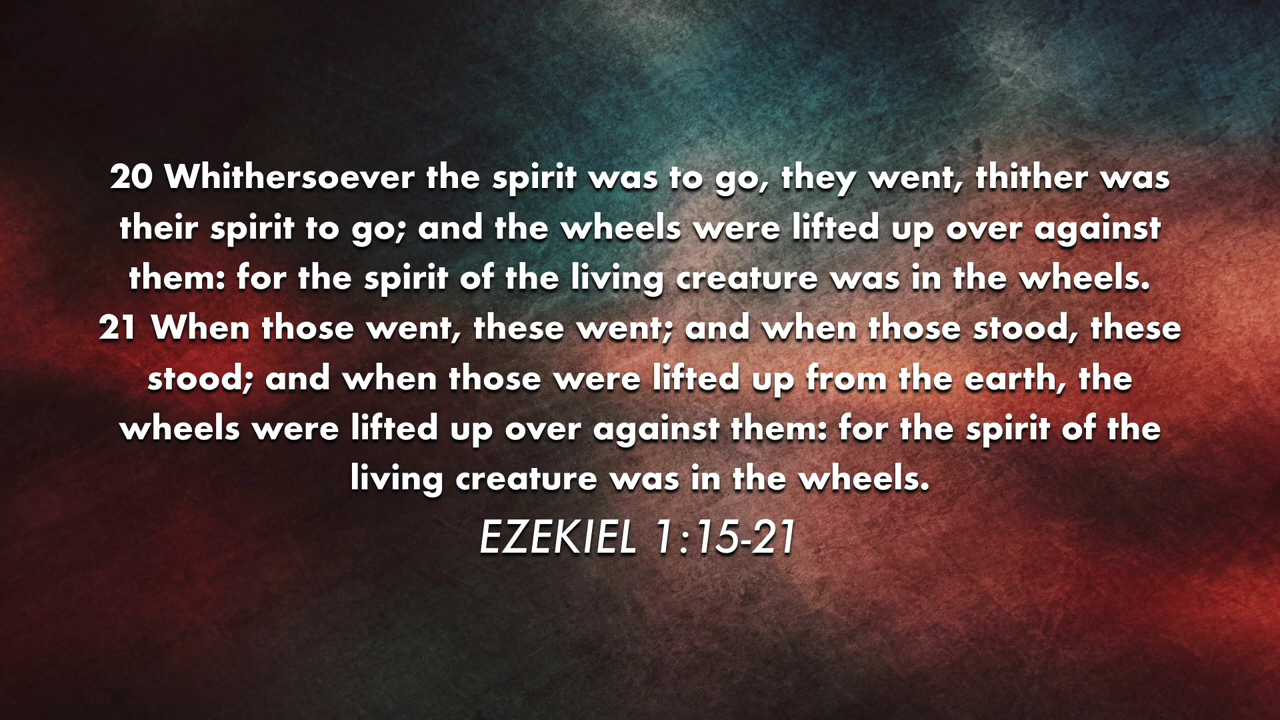 20 Whithersoever the spirit was to go, they went, thither was
their spirit to go; and the wheels were lifted up over against
them: for the spirit of the living creature was in the wheels.
21 When those went, these went; and when those stood, these
stood; and when those were lifted up from the earth, the
wheels were lifted up over against them: for the spirit of the
living creature was in the wheels.
EZEKIEL 1:15-21